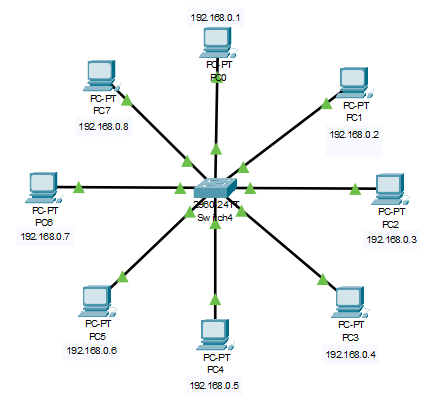 192.168.0.1
PC-PT
PC0
PC-PT
PC7
192.168.0.8
PC-PT
PC1
192.168.0.2
2960-24TT
Switch4
PC-PT
PC6
192.168.0.7
PC-PT
PC2
192.168.0.3
PC-PT
PC5
192.168.0.6
PC-PT
PC3
192.168.0.4
PC-PT
PC4
192.168.0.5